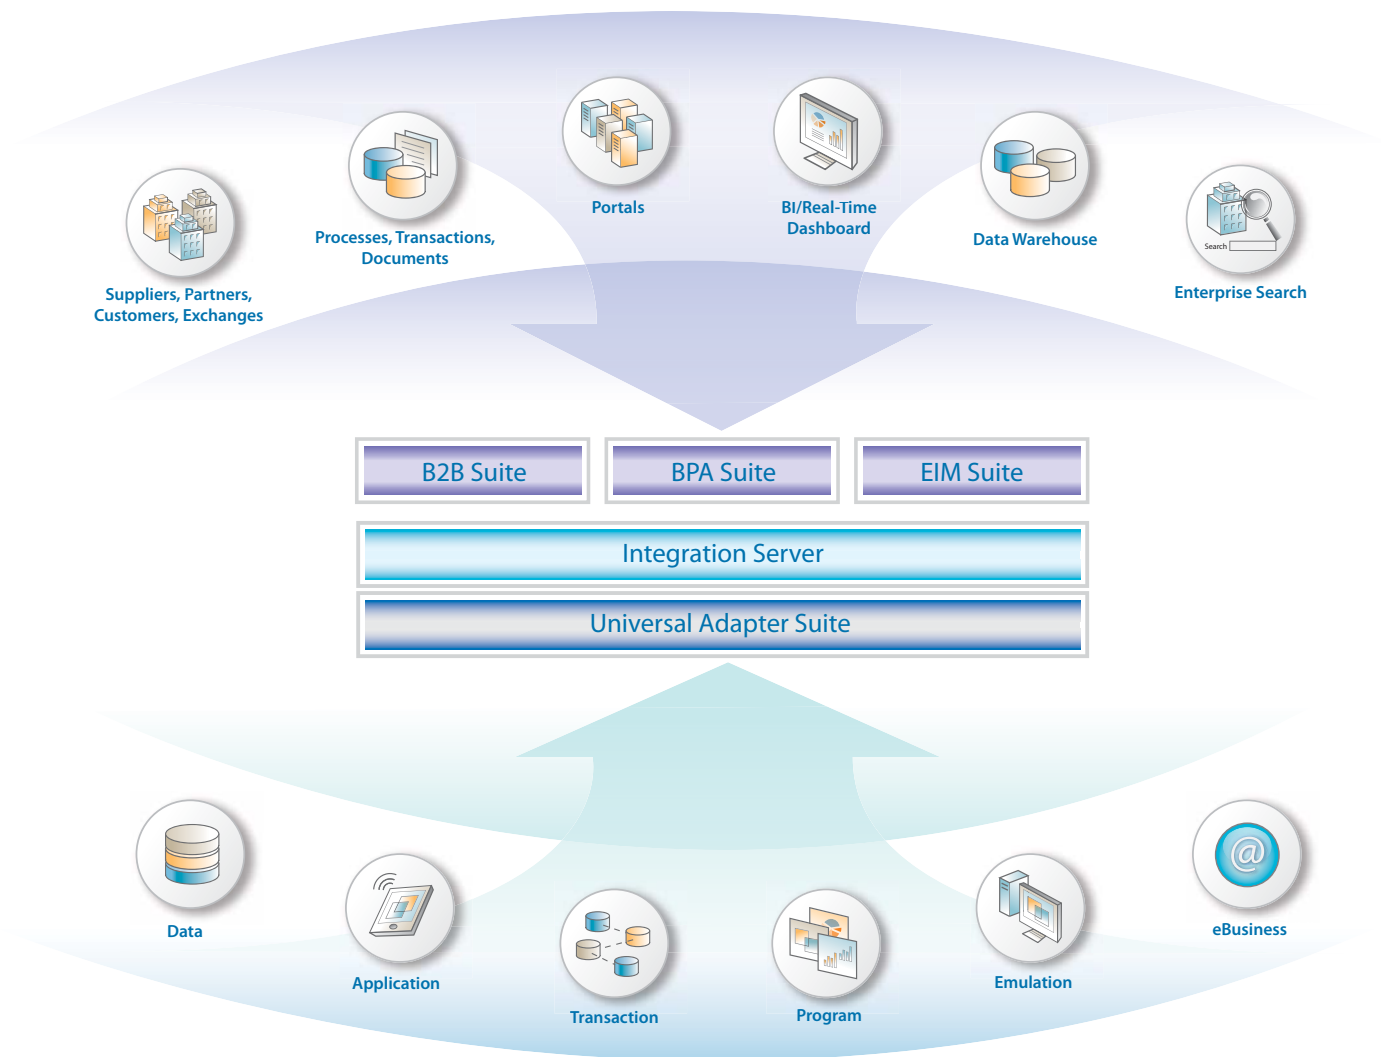 Portals
BI/Real-Time
Dashboard
Processes, Transactions,
Documents
Data Warehouse
Search
Suppliers, Partners,
Customers, Exchanges
Enterprise Search
B2B Suite
BPA Suite
EIM Suite
Integration Server
Universal Adapter Suite
@
Data
eBusiness
Application
Emulation
Transaction
Program